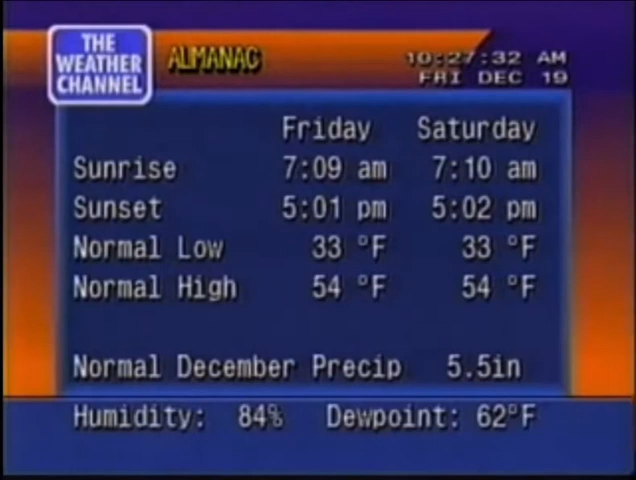 THE
WEATHER
CHANNEL
ALMANAC
10:27:32 AM
FRI DEC 19
Friday Saturday
Sunrise 7:09 am 7:10 am
Sunset 5:01 pm 5:02 pm
Normal Low 33 °F 33 °F
Normal High 54 °F 54 °F
Normal December Precip 5.5in
Humidity: 84% Dewpoint: 62°F